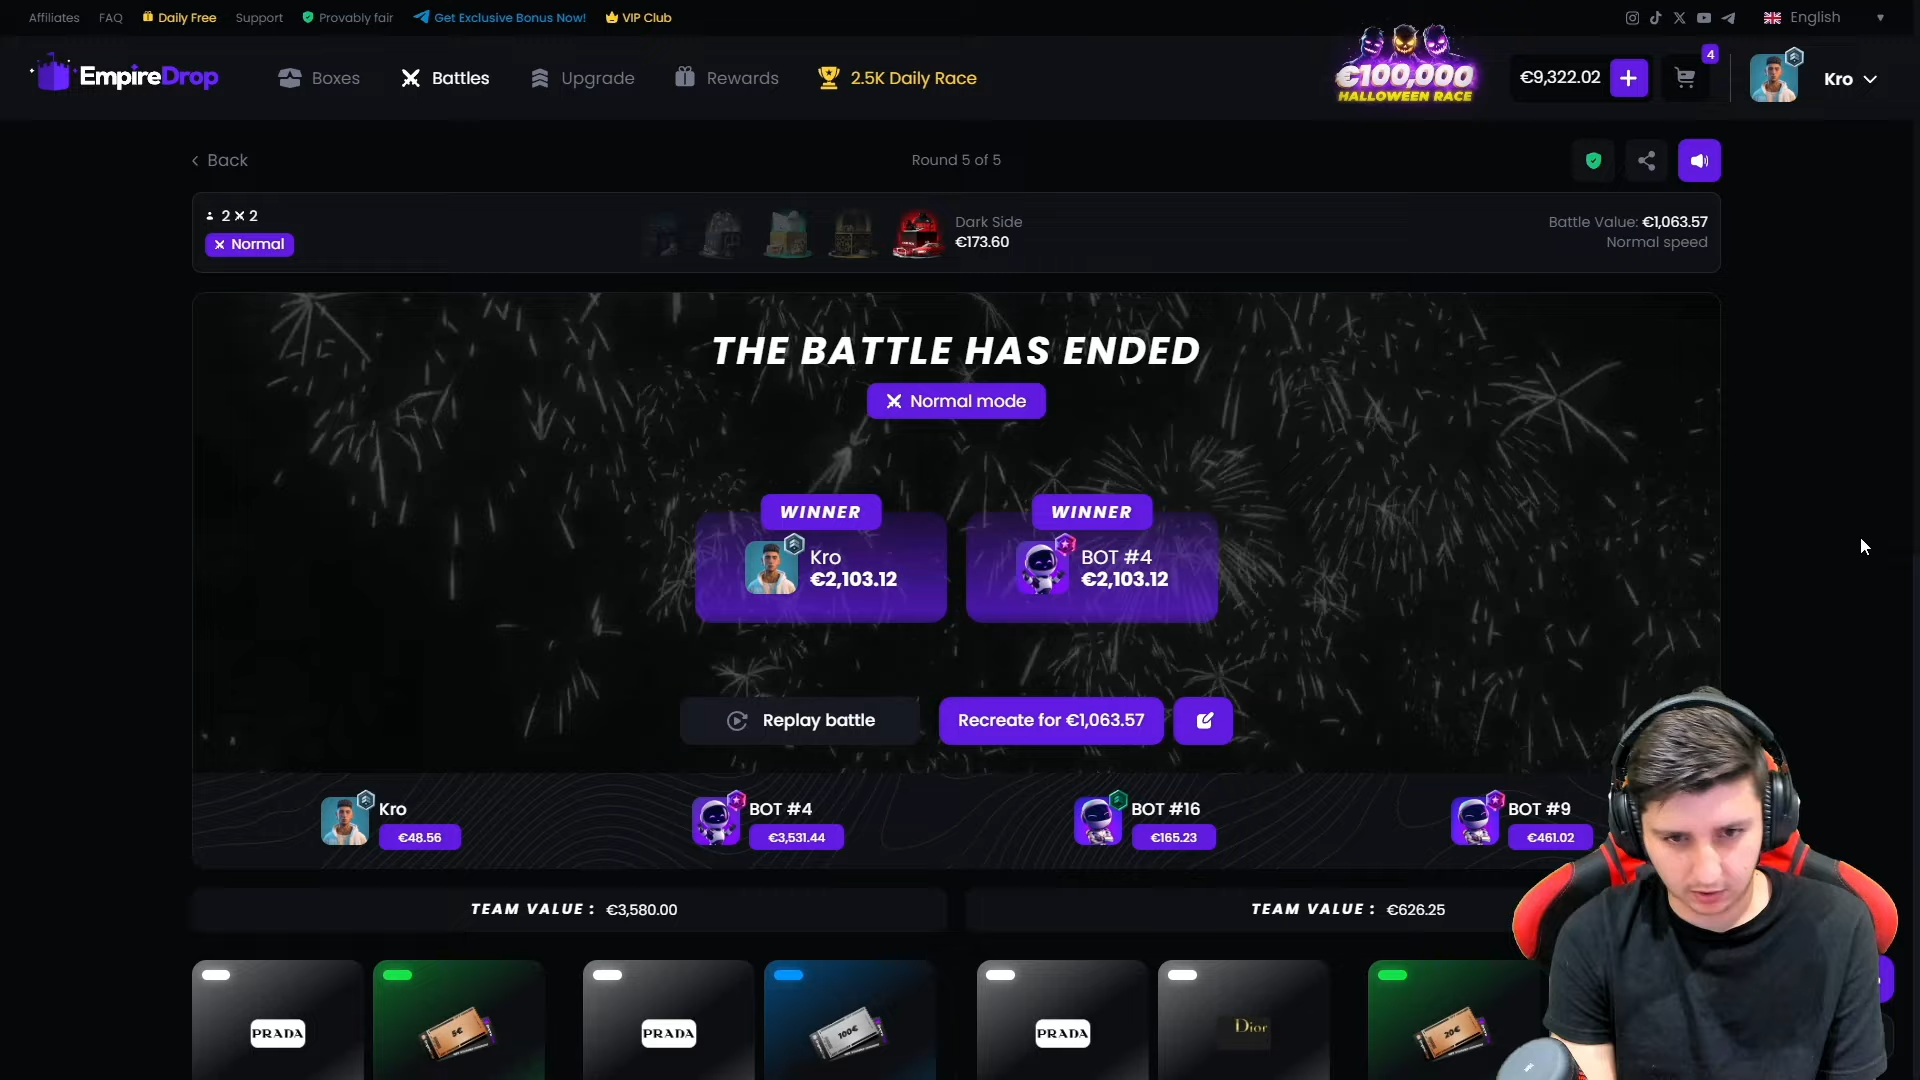 Affiliates FAQ Daily Free Support Provably fair Get Exclusive Bonus Now! VIP Club English
EmpireDrop Boxes Battles Upgrade Rewards 2.5K Daily Race €100,000 HALLOWEEN RACE €9,322.02 4 Kro
Back Round 5 of 5
2 × 2 Dark Side Battle Value: €1,063.57
Normal €173.60 Normal speed
THE BATTLE HAS ENDED
Normal mode
WINNER WINNER
Kro BOT #4
€2,103.12 €2,103.12
Replay battle Recreate for €1,063.57
Kro BOT #4 BOT #16 BOT #9
€48.56 €3,531.44 €165.23 €461.02
TEAM VALUE : €3,580.00 TEAM VALUE : €626.25
PRADA 5€ PRADA 100€ PRADA Dior 20€